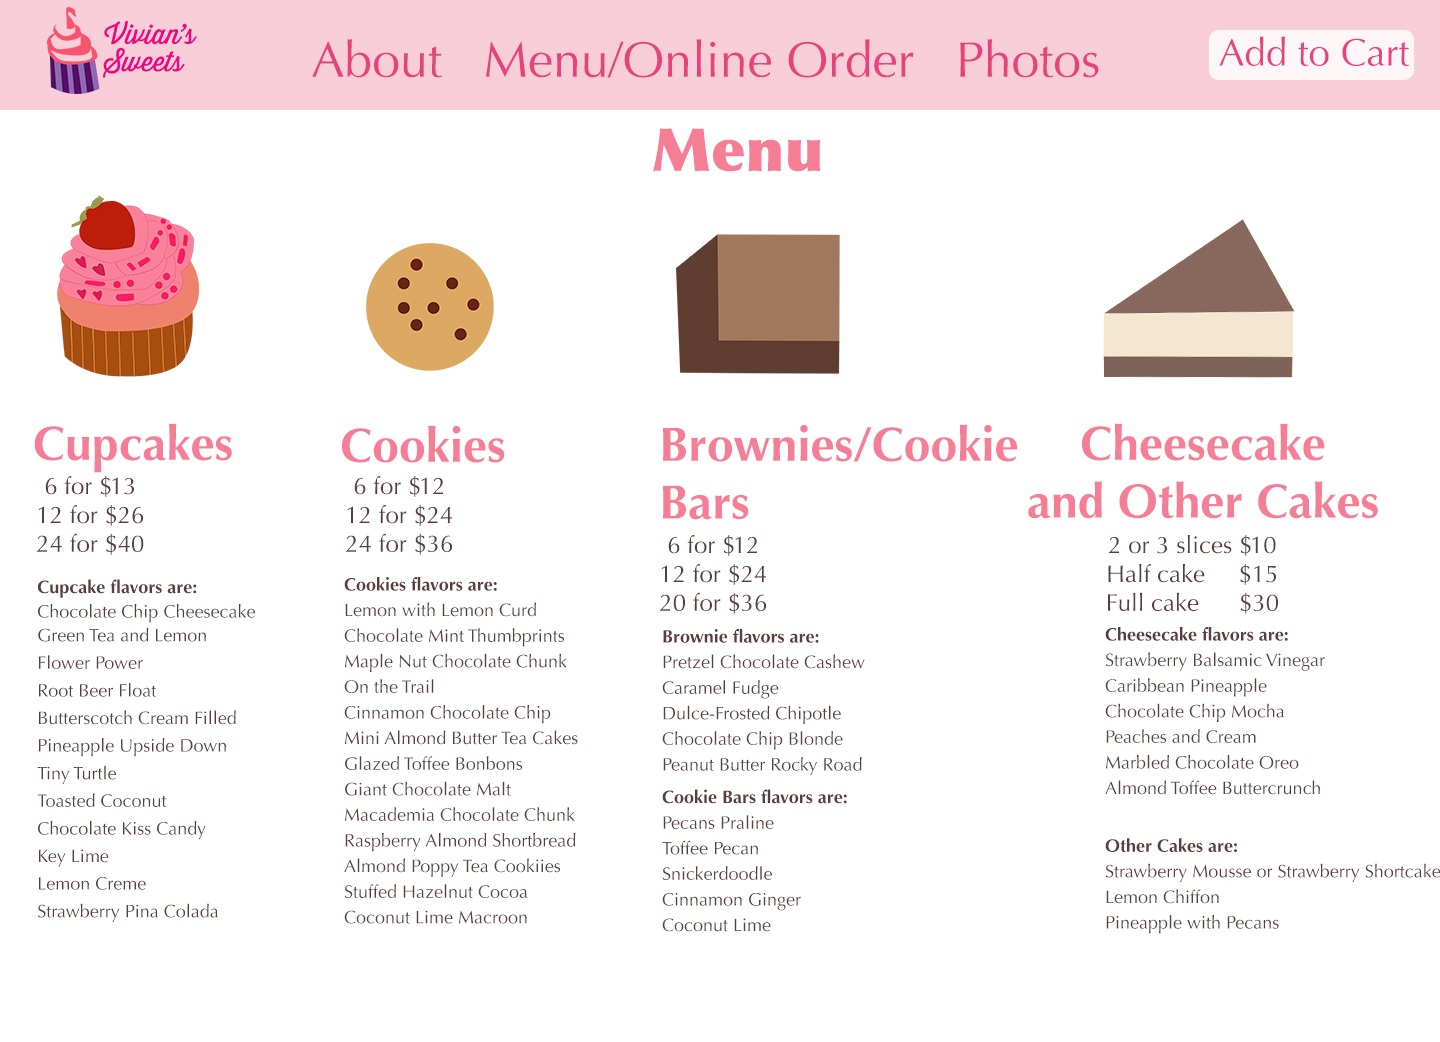 Vivian's
Sweets
About Menu/Online Order Photos
Add to Cart
Menu
Cupcakes
6 for $13
12 for $26
24 for $40
Cupcake flavors are:
Chocolate Chip Cheesecake
Green Tea and Lemon
Flower Power
Root Beer Float
Butterscotch Cream Filled
Pineapple Upside Down
Tiny Turtle
Toasted Coconut
Chocolate Kiss Candy
Key Lime
Lemon Creme
Strawberry Pina Colada
Cookies
6 for $12
12 for $24
24 for $36
Cookies flavors are:
Lemon with Lemon Curd
Chocolate Mint Thumbprints
Maple Nut Chocolate Chunk
On the Trail
Cinnamon Chocolate Chip
Mini Almond Butter Tea Cakes
Glazed Toffee Bonbons
Giant Chocolate Malt
Macademia Chocolate Chunk
Raspberry Almond Shortbread
Almond Poppy Tea Cookiies
Stuffed Hazelnut Cocoa
Coconut Lime Macroon
Brownies/Cookie
Bars
6 for $12
12 for $24
20 for $36
Brownie flavors are:
Pretzel Chocolate Cashew
Caramel Fudge
Dulce-Frosted Chipotle
Chocolate Chip Blonde
Peanut Butter Rocky Road
Cookie Bars flavors are:
Pecans Praline
Toffee Pecan
Snickerdoodle
Cinnamon Ginger
Coconut Lime
Cheesecake
and Other Cakes
2 or 3 slices $10
Half cake $15
Full cake $30
Cheesecake flavors are:
Strawberry Balsamic Vinegar
Caribbean Pineapple
Chocolate Chip Mocha
Peaches and Cream
Marbled Chocolate Oreo
Almond Toffee Buttercrunch
Other Cakes are:
Strawberry Mousse or Strawberry Shortcake
Lemon Chiffon
Pineapple with Pecans